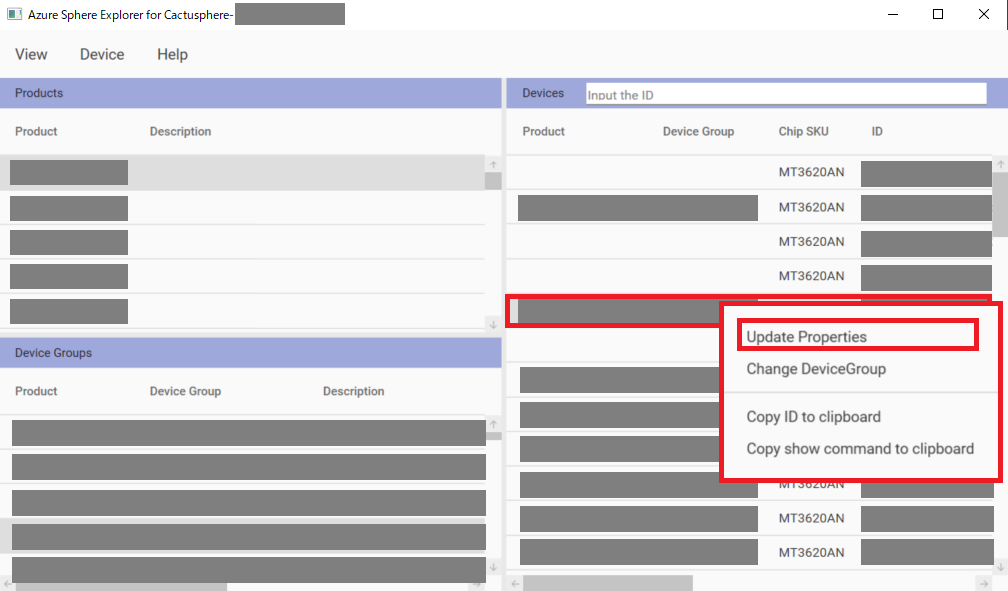 Azure Sphere Explorer for Cactusphere-
View Device Help
Products
Product Description
Device Groups
Product Device Group Description
Devices Input the ID
Product Device Group Chip SKU ID
MT3620AN
MT3620AN
MT3620AN
MT3620AN
Update Properties
Change DeviceGroup
Copy ID to clipboard
Copy show command to clipboard
MT3620AN
MT3620AN
MT3620AN